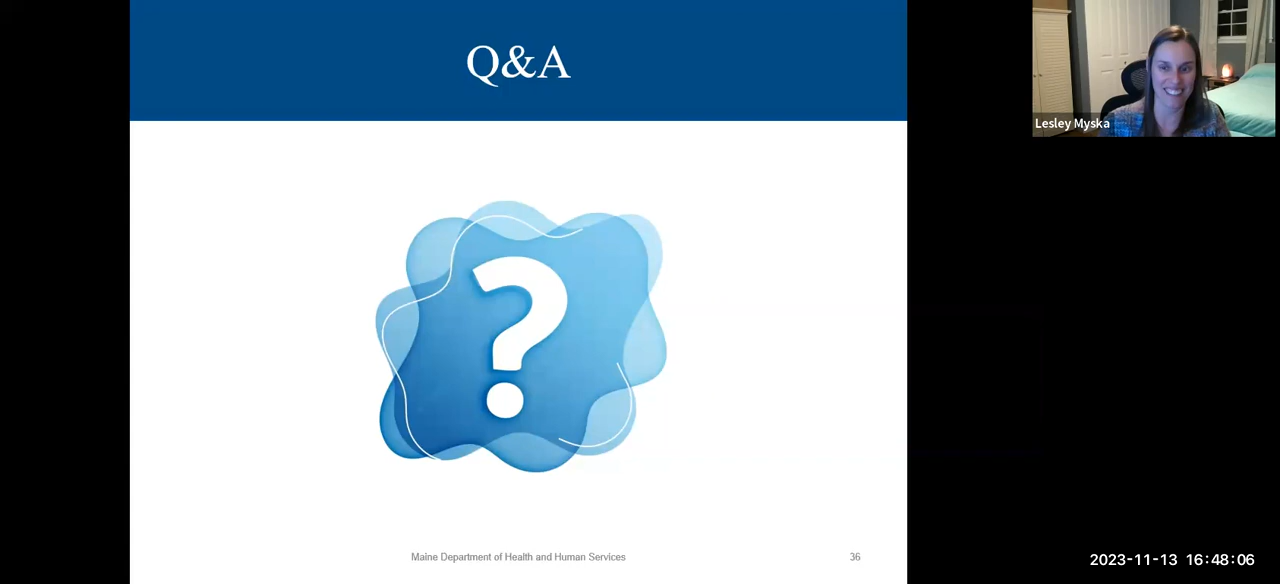 Q&A
Lesley Myska
?
Maine Department of Health and Human Services
36
2023-11-13 16:48:06